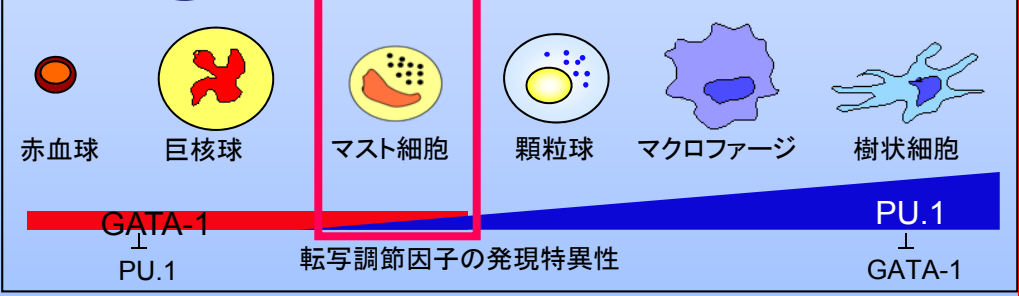 赤血球
巨核球
マスト細胞
顆粒球
マクロファージ
樹状細胞
GATA-1
⊥
PU.1
転写調節因子の発現特異性
PU.1
⊥
GATA-1